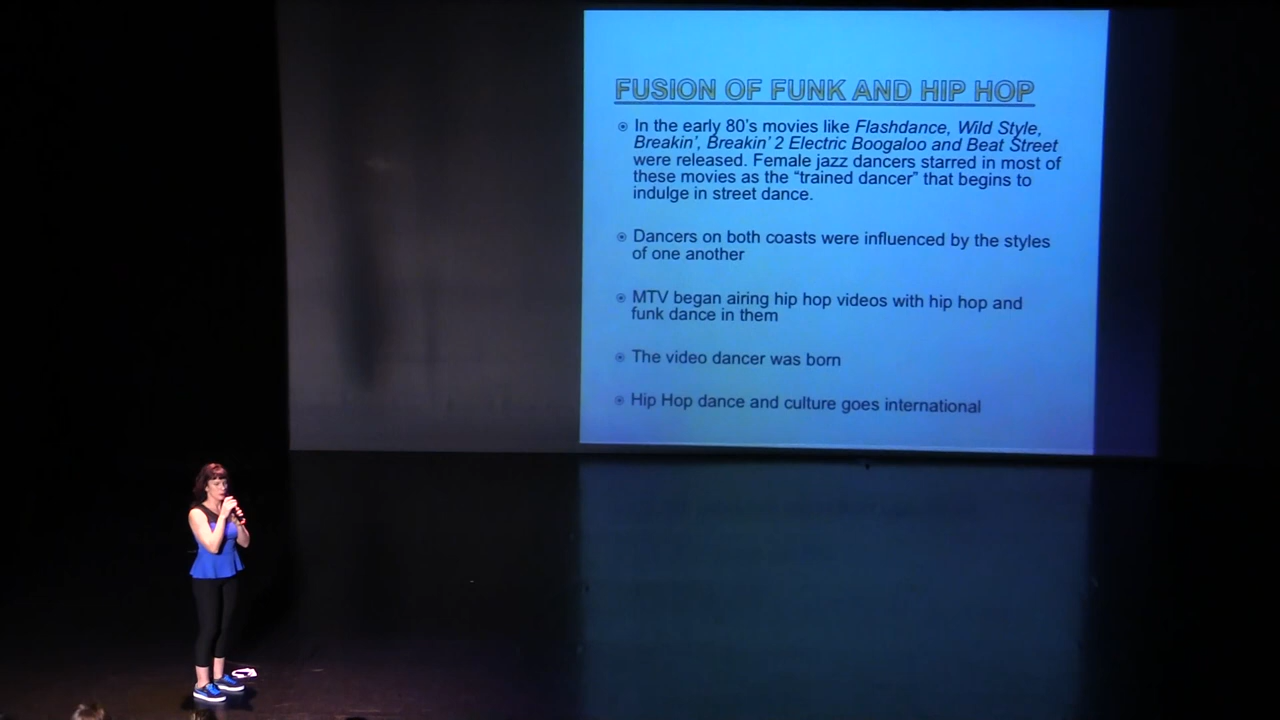 FUSION OF FUNK AND HIP HOP
In the early 80's movies like Flashdance, Wild Style,
Breakin', Breakin' 2 Electric Boogaloo and Beat Street
were released. Female jazz dancers starred in most of
these movies as the “trained dancer” that begins to
indulge in street dance.
Dancers on both coasts were influenced by the styles
of one another
MTV began airing hip hop videos with hip hop and
funk dance in them
The video dancer was born
Hip Hop dance and culture goes international